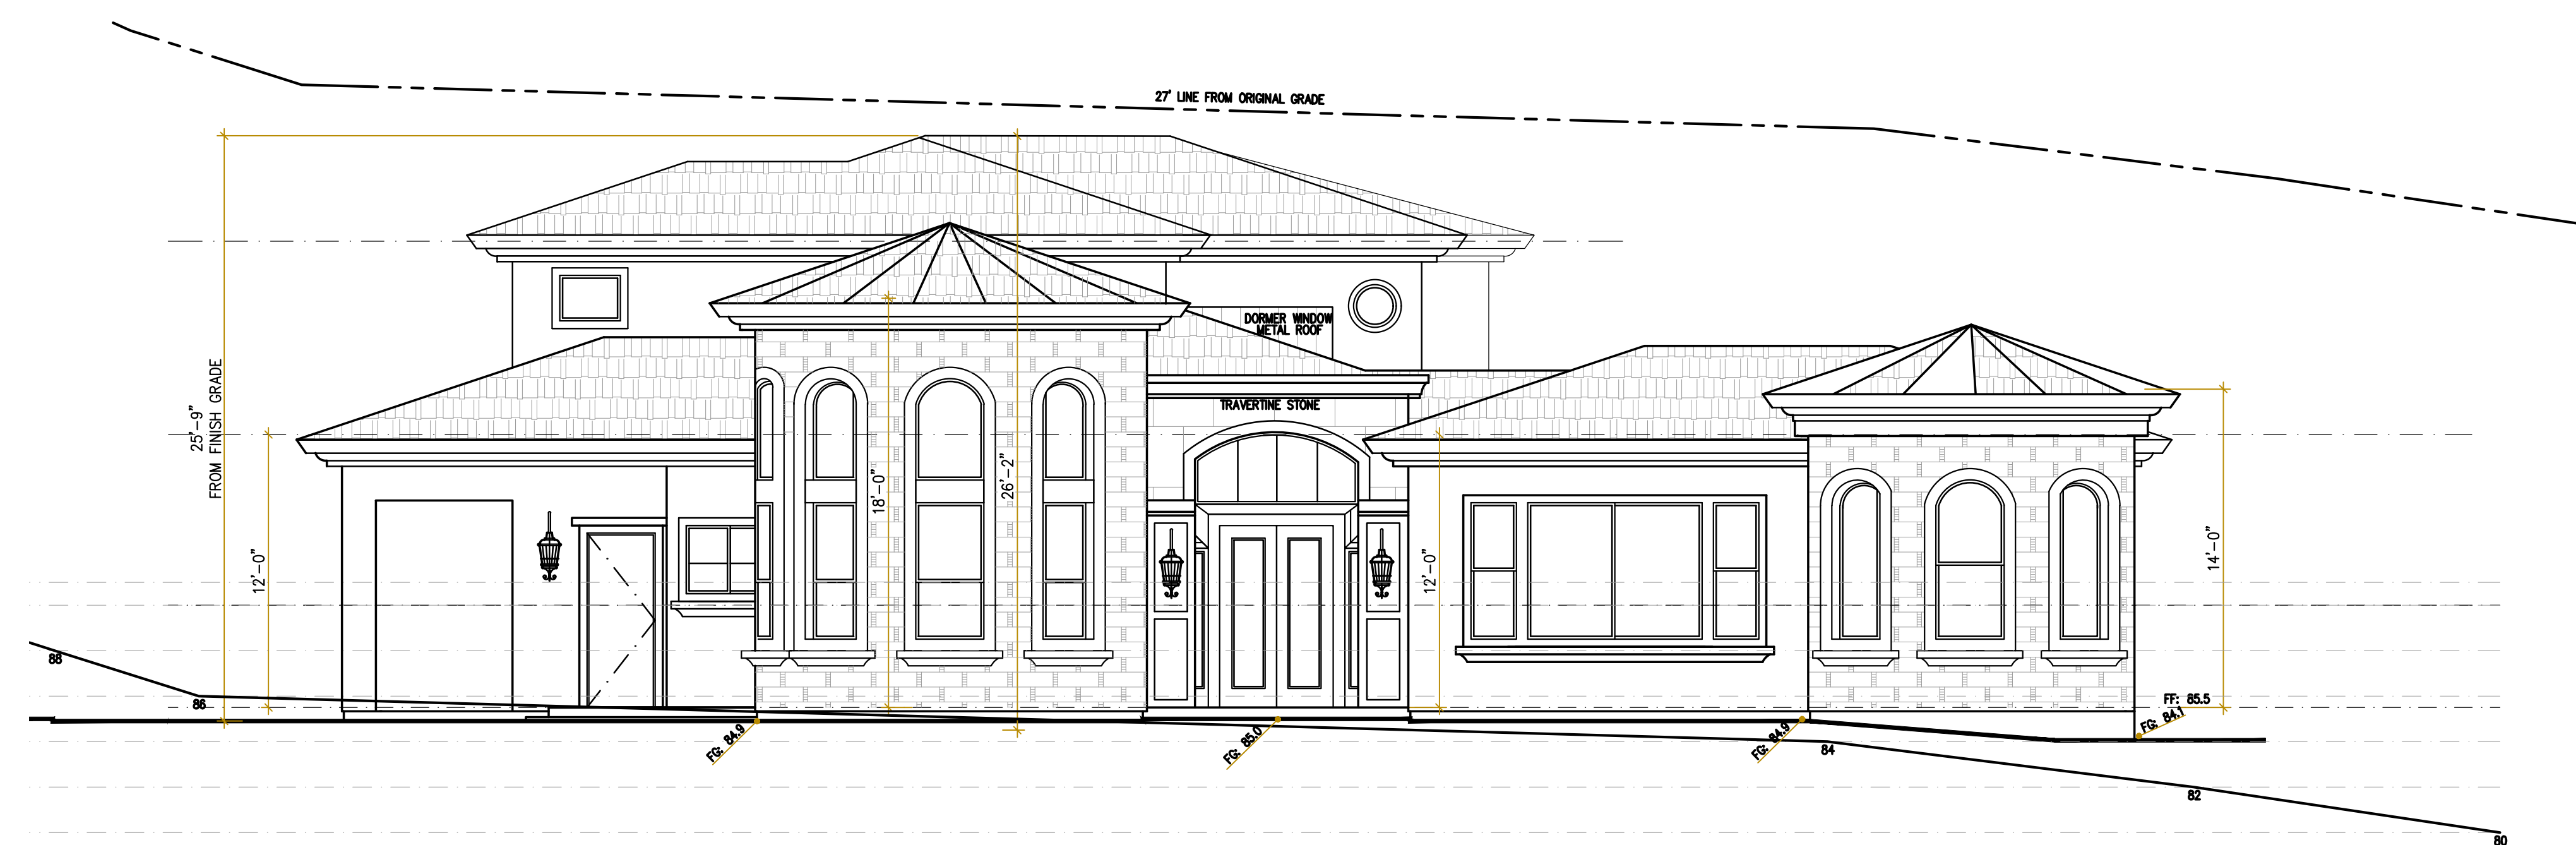 27' LINE FROM ORIGINAL GRADE
DORMER WINDOW
METAL ROOF
25'-9"
FROM FINISH GRADE
TRAVERTINE STONE
18'-0"
26'-2"
12'-0"
12'-0"
14'-0"
88
86
FF: 85.5
FG: 84.1
FG: 84.9
FG: 85.0
FG: 84.9
84
82
80